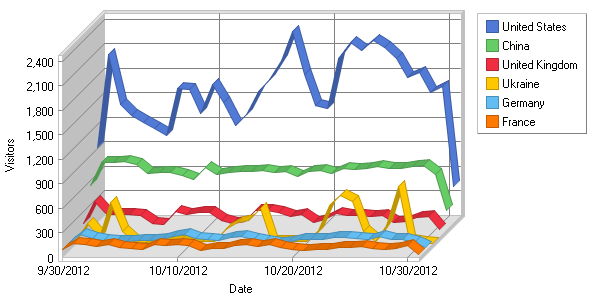 2,400
2,100
1,800
1,500
1,200
900
600
300
0
Visitors
9/30/2012
10/10/2012
10/20/2012
10/30/2012
Date
United States
China
United Kingdom
Ukraine
Germany
France